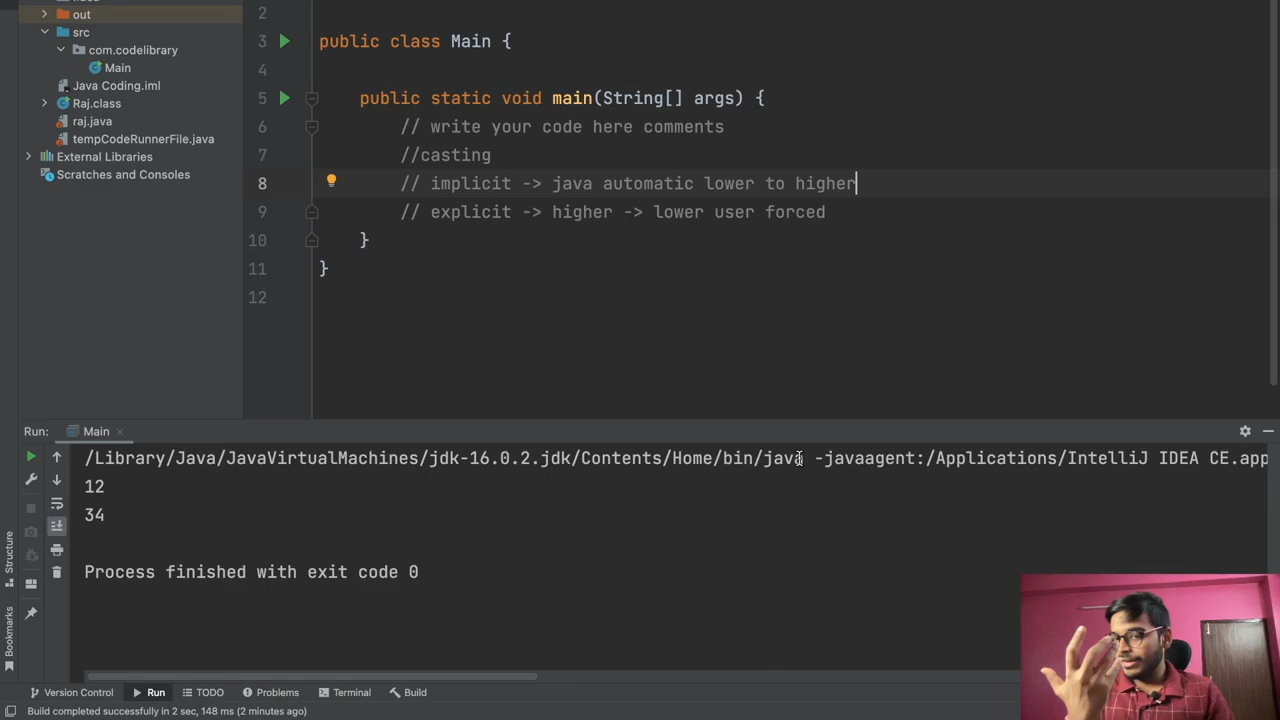 out
src
com.codelibrary
Main
Java Coding.iml
Raj.class
raj.java
tempCodeRunnerFile.java
External Libraries
Scratches and Consoles
2
3 public class Main {
4
5 public static void main(String[] args) {
6 // write your code here comments
7 //casting
8 // implicit -> java automatic lower to higher
9 // explicit -> higher -> lower user forced
10 }
11 }
12
Run: Main
/Library/Java/JavaVirtualMachines/jdk-16.0.2.jdk/Contents/Home/bin/java -javaagent:/Applications/IntelliJ IDEA CE.app
12
34
Process finished with exit code 0
Structure
Bookmarks
Version Control Run TODO Problems Terminal Build
Build completed successfully in 2 sec, 148 ms (2 minutes ago)